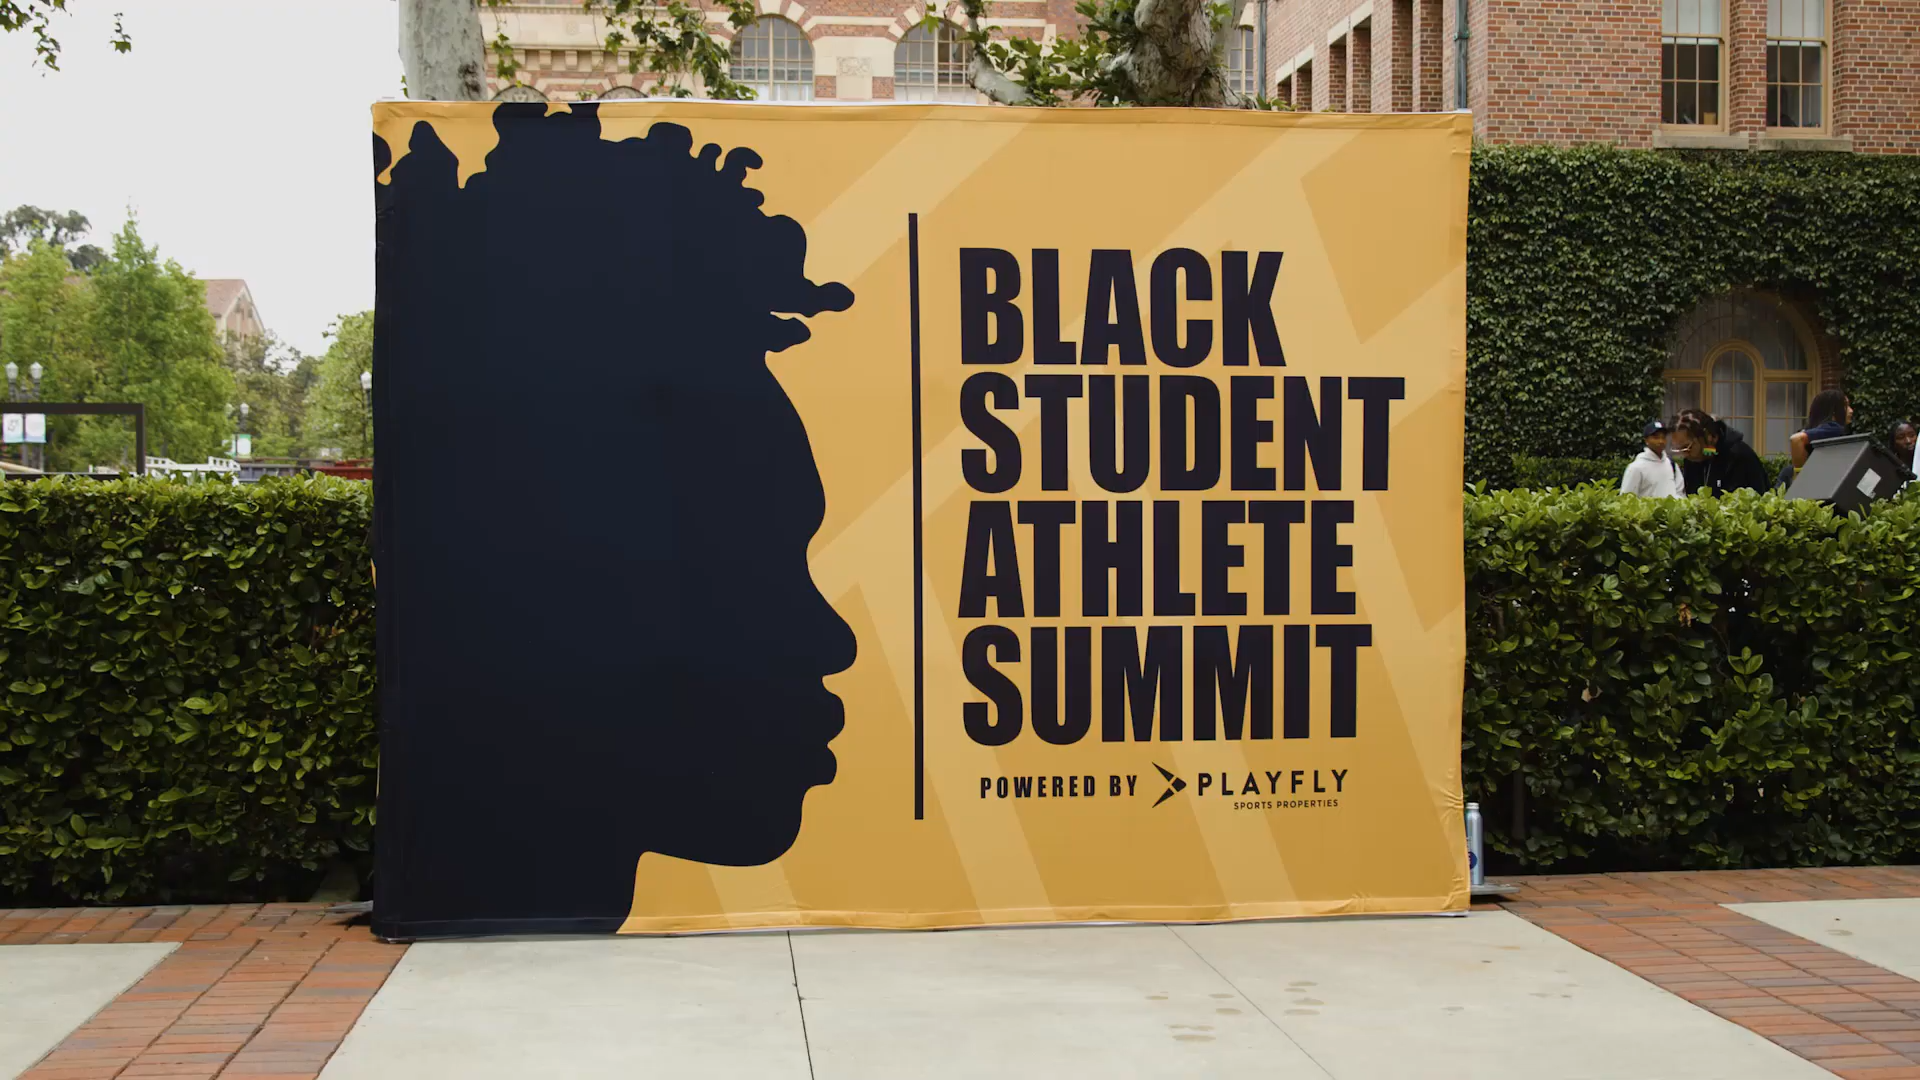 BLACK
STUDENT
ATHLETE
SUMMIT
POWERED BY PLAYFLY
SPORTS PROPERTIES